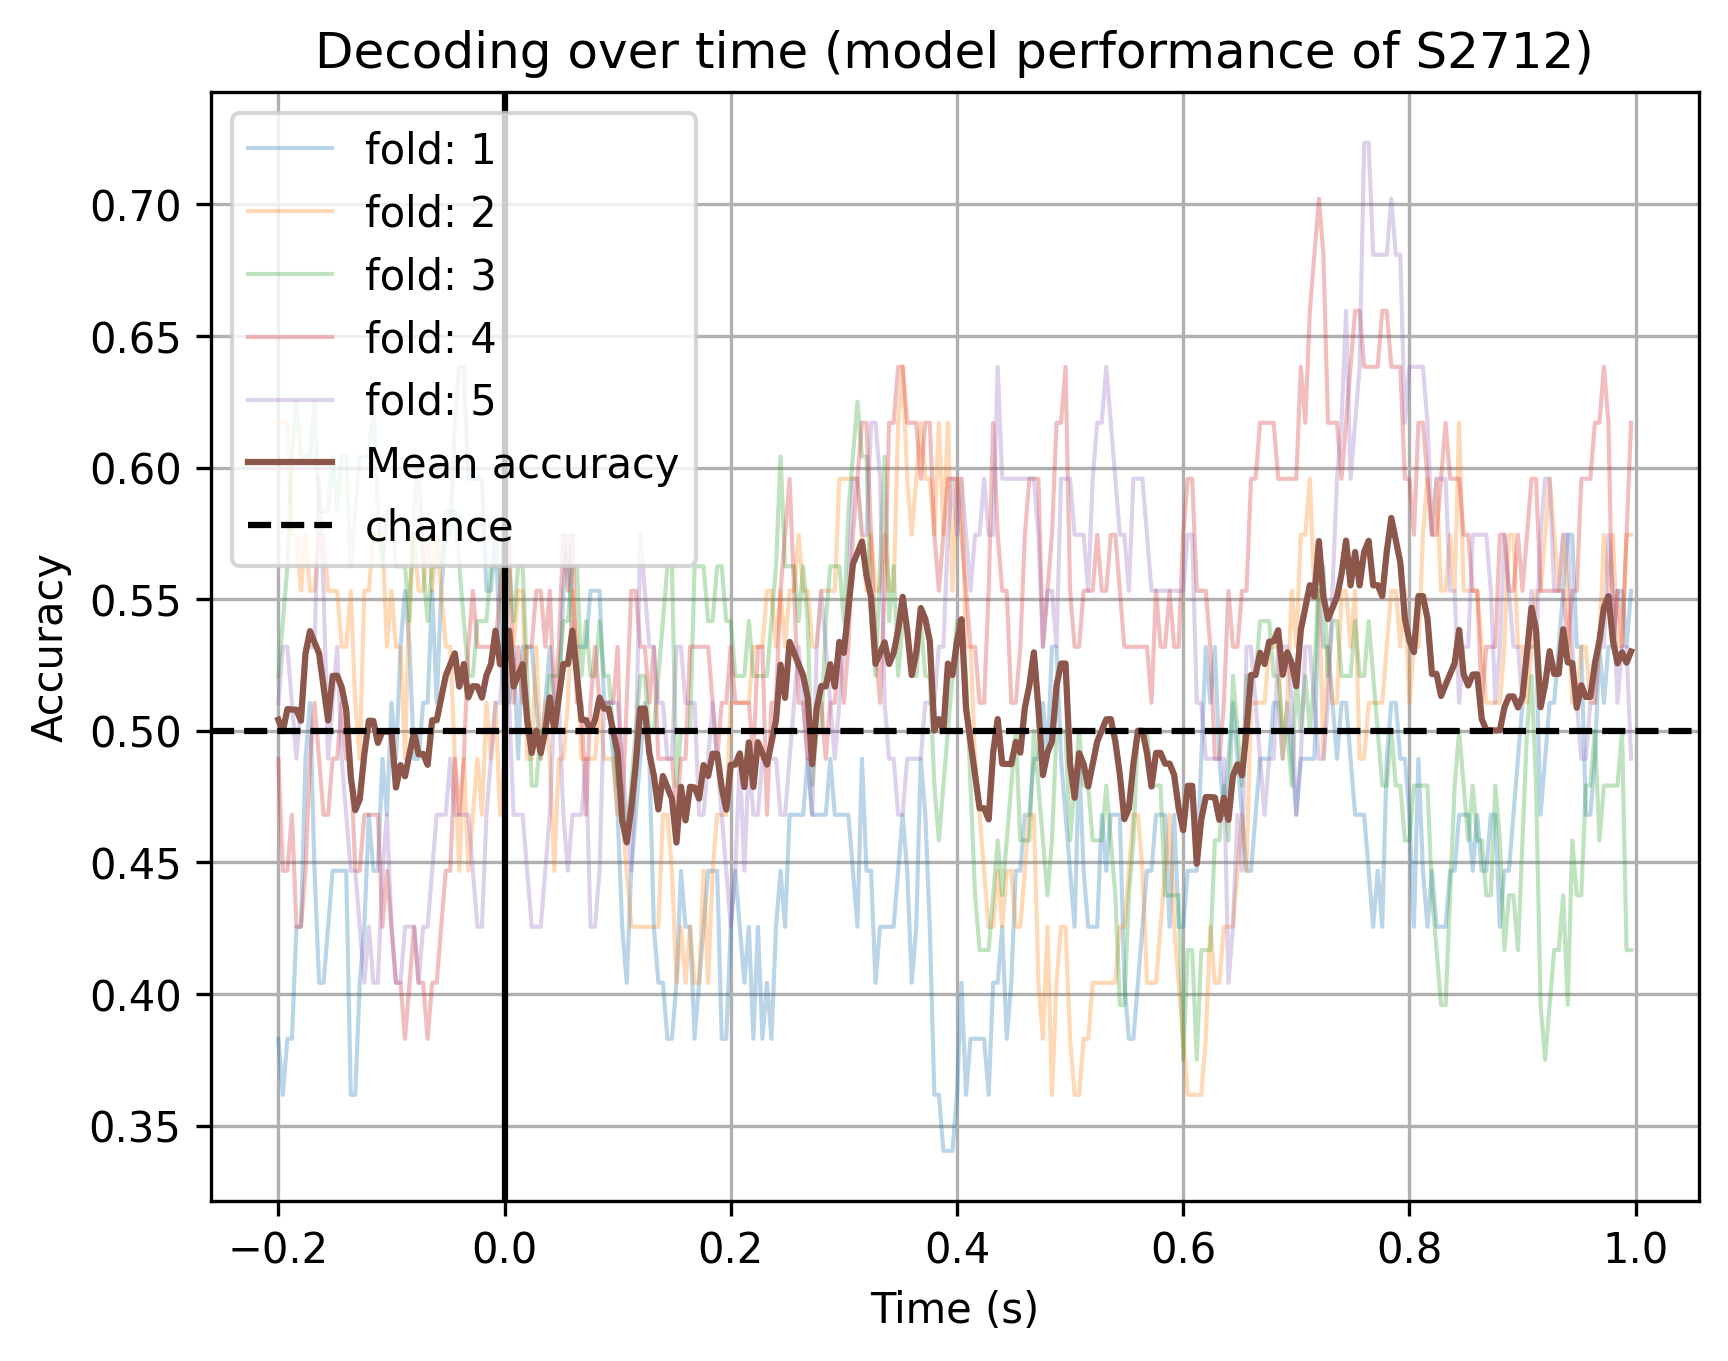 Decoding over time (model performance of S2712)
fold: 1
fold: 2
fold: 3
fold: 4
fold: 5
Mean accuracy
chance
Accuracy
0.70
0.65
0.60
0.55
0.50
0.45
0.40
0.35
−0.2 0.0 0.2 0.4 0.6 0.8 1.0
Time (s)